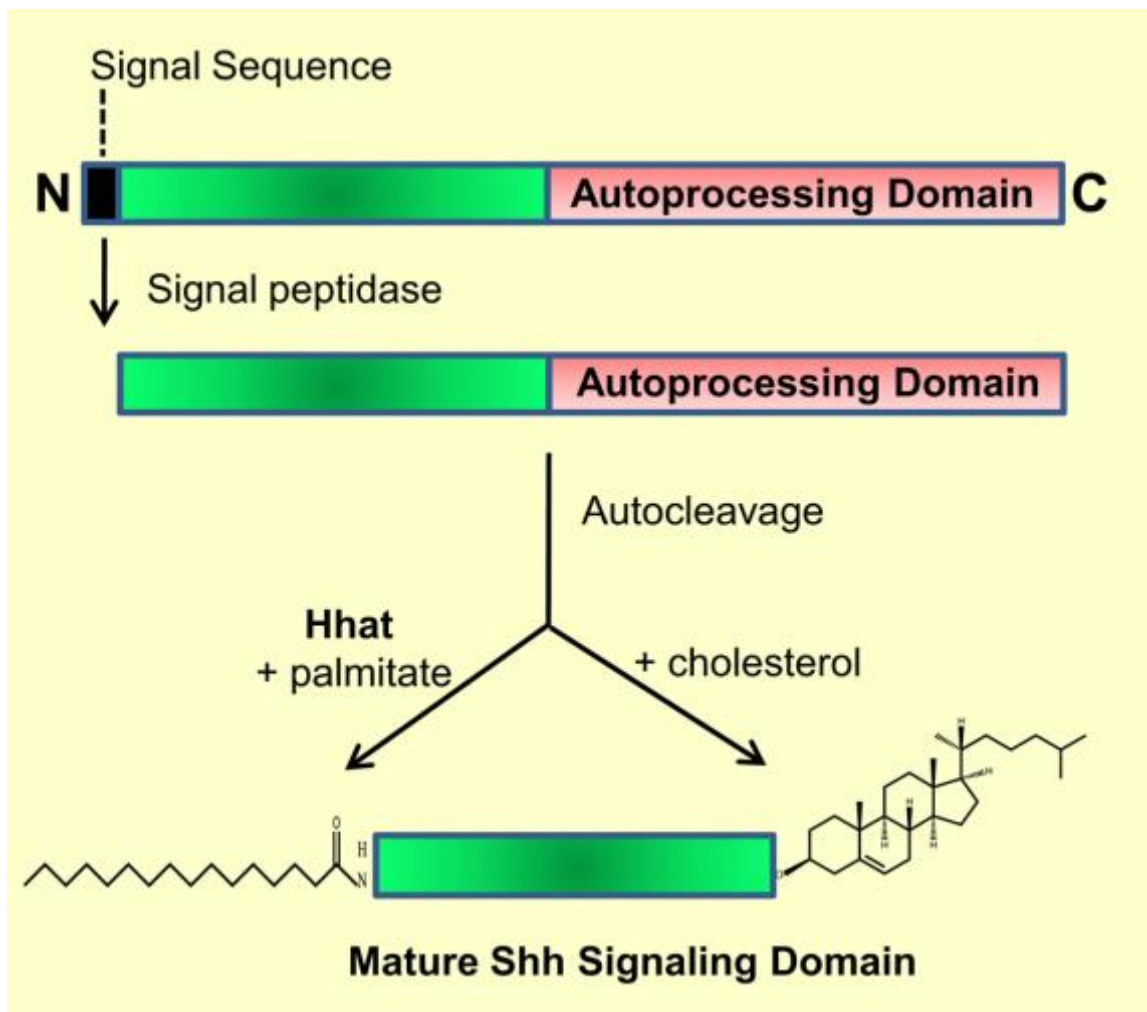 Signal Sequence
N
Autoprocessing Domain
C
Signal peptidase
Autoprocessing Domain
Autocleavage
Hhat
+ palmitate
+ cholesterol
H
H
O
H
N
H
H
H
O
Mature Shh Signaling Domain